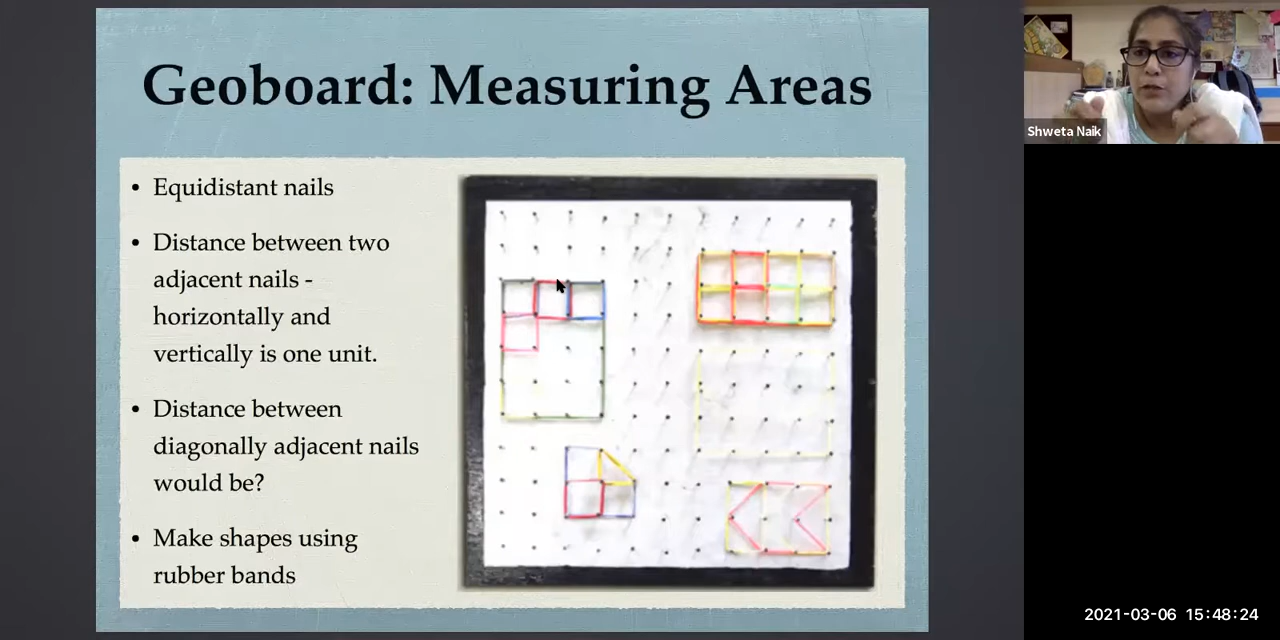 Geoboard: Measuring Areas
• Equidistant nails
• Distance between two
adjacent nails -
horizontally and
vertically is one unit.
• Distance between
diagonally adjacent nails
would be?
• Make shapes using
rubber bands
Shweta Naik
2021-03-06 15:48:24